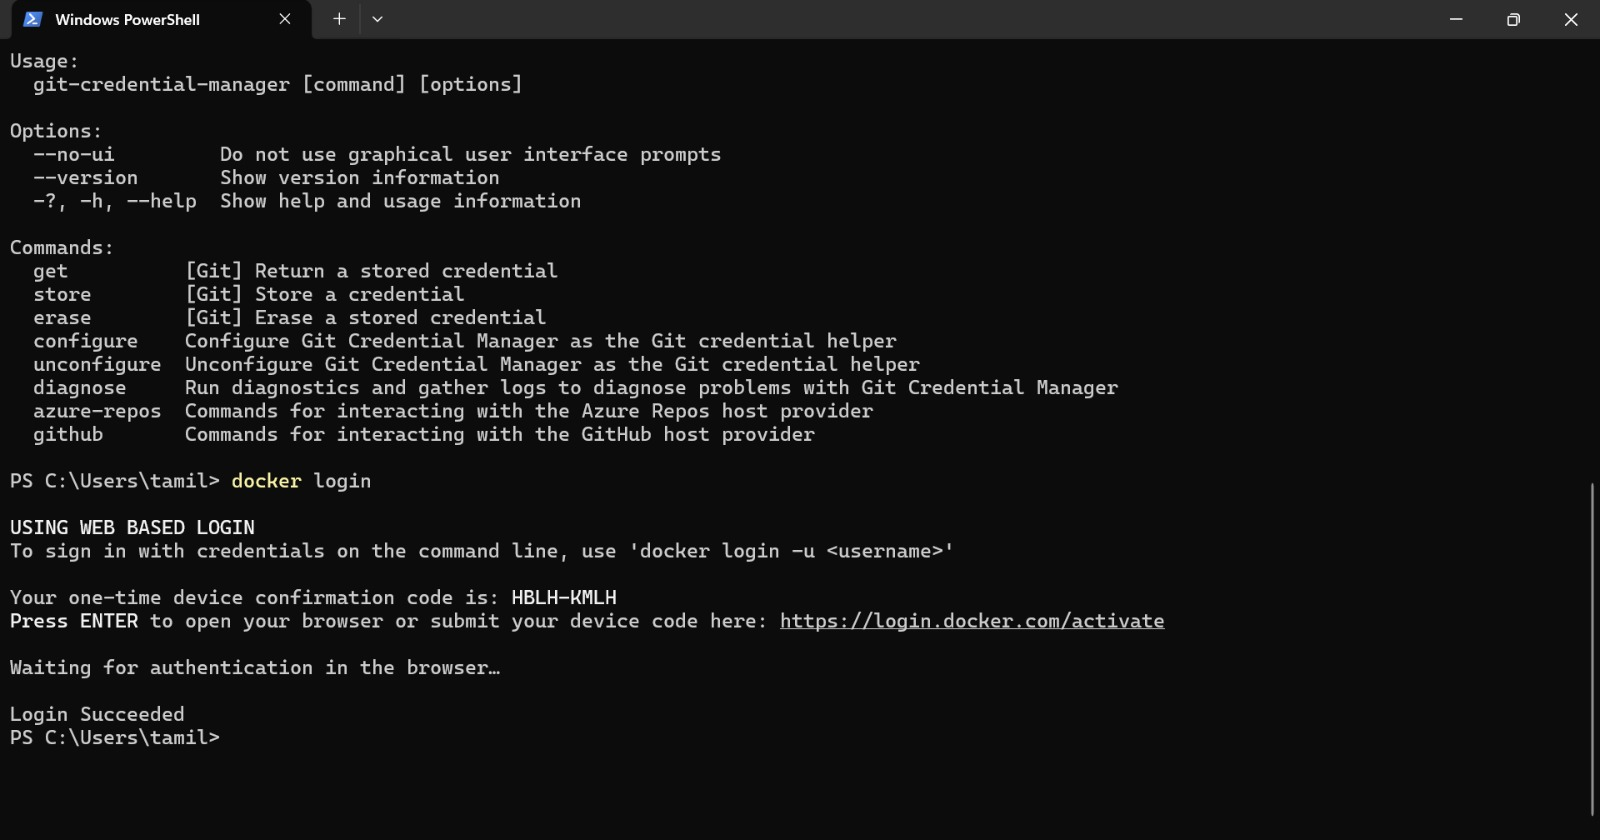 Windows PowerShell
Usage:
git-credential-manager [command] [options]
Options:
--no-ui Do not use graphical user interface prompts
--version Show version information
-?, -h, --help Show help and usage information
Commands:
get [Git] Return a stored credential
store [Git] Store a credential
erase [Git] Erase a stored credential
configure Configure Git Credential Manager as the Git credential helper
unconfigure Unconfigure Git Credential Manager as the Git credential helper
diagnose Run diagnostics and gather logs to diagnose problems with Git Credential Manager
azure-repos Commands for interacting with the Azure Repos host provider
github Commands for interacting with the GitHub host provider
PS C:\Users\tamil> docker login
USING WEB BASED LOGIN
To sign in with credentials on the command line, use 'docker login -u <username>'
Your one-time device confirmation code is: HBLH-KMLH
Press ENTER to open your browser or submit your device code here: https://login.docker.com/activate
Waiting for authentication in the browser…
Login Succeeded
PS C:\Users\tamil>